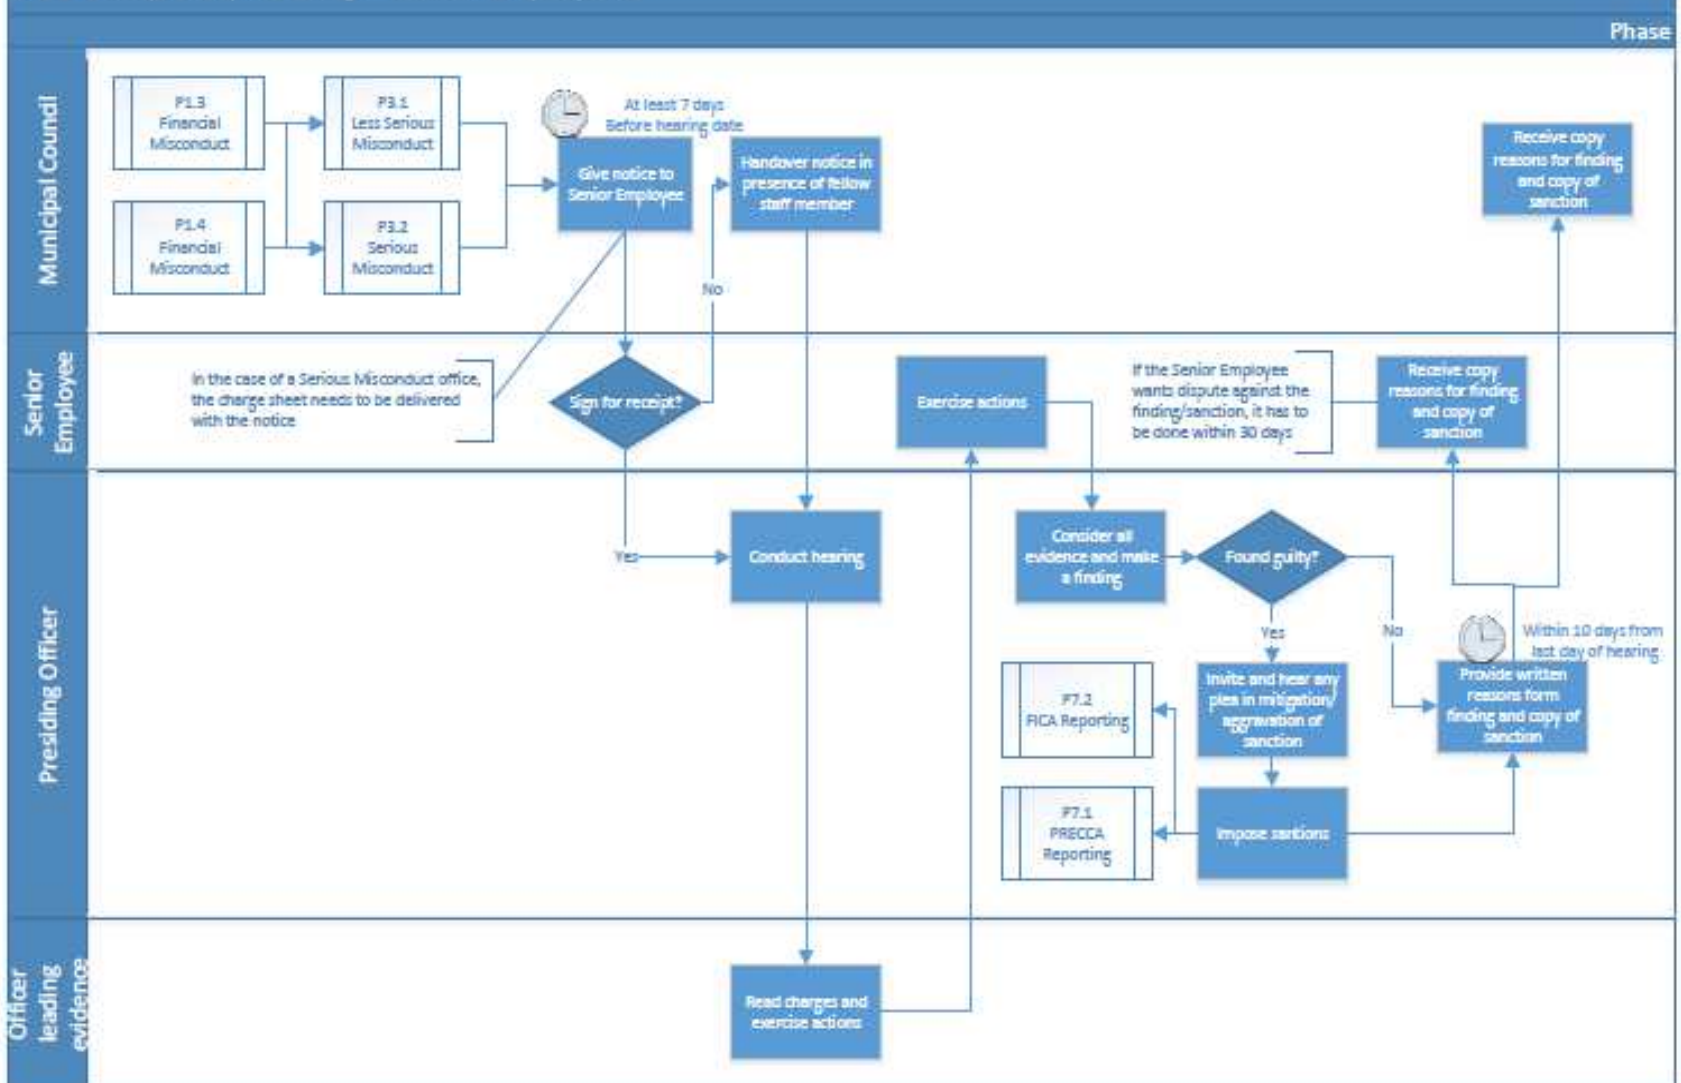 Phase
Municipal Council
P1.3
Financial
Misconduct
P3.1
Less Serious
Misconduct
At least 7 days
Before hearing date
Give notice to
Senior Employee
Handover notice in
presence of fellow
staff member
Receive copy
reasons for finding
and copy of
sanction
P1.4
Financial
Misconduct
P3.2
Serious
Misconduct
No
Senior
Employee
In the case of a Serious Misconduct office,
the charge sheet needs to be delivered
with the notice
Sign for receipt?
Exercise actions
If the Senior Employee
wants dispute against the
finding/sanction, it has to
be done within 30 days
Receive copy
reasons for finding
and copy of
sanction
Presiding Officer
Yes
Conduct hearing
Consider all
evidence and make
a finding
Found guilty?
Yes
No
Within 10 days from
last day of hearing
P7.2
FICA Reporting
Invite and hear any
plea in mitigation/
aggravation of
sanction
Provide written
reasons form
finding and copy of
sanction
P7.1
PRECCA
Reporting
Impose santions
Officer
leading
evidence
Read charges and
exercise actions